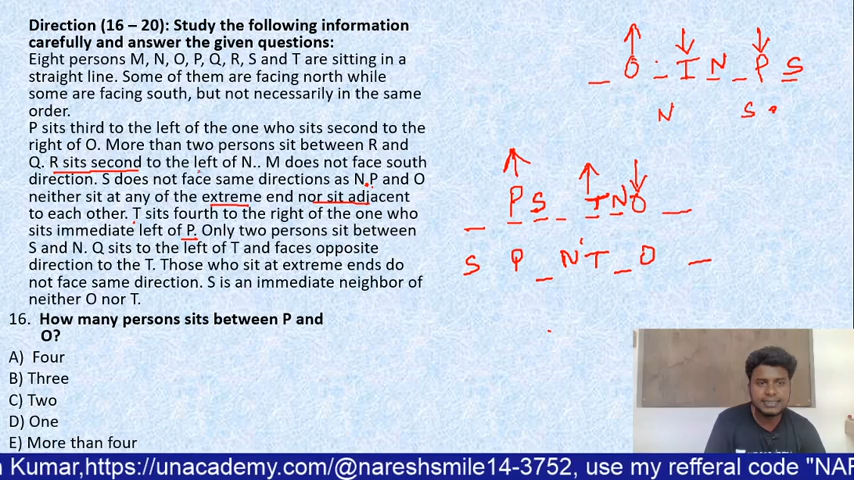 Direction (16 – 20): Study the following information
carefully and answer the given questions:
Eight persons M, N, O, P, Q, R, S and T are sitting in a
straight line. Some of them are facing north while
some are facing south, but not necessarily in the same
order.
P sits third to the left of the one who sits second to the
right of O. More than two persons sit between R and
Q. R sits second to the left of N.. M does not face south
direction. S does not face same directions as N.P and O
neither sit at any of the extreme end nor sit adjacent
to each other. T sits fourth to the right of the one who
sits immediate left of P. Only two persons sit between
S and N. Q sits to the left of T and faces opposite
direction to the T. Those who sit at extreme ends do
not face same direction. S is an immediate neighbor of
neither O nor T.
16. How many persons sits between P and
O?
A) Four
B) Three
C) Two
D) One
E) More than four
O T N P S
N S
P S T N O
S P N T O
n Kumar,https://unacademy.com/@nareshsmile14-3752, use my refferal code "NAR